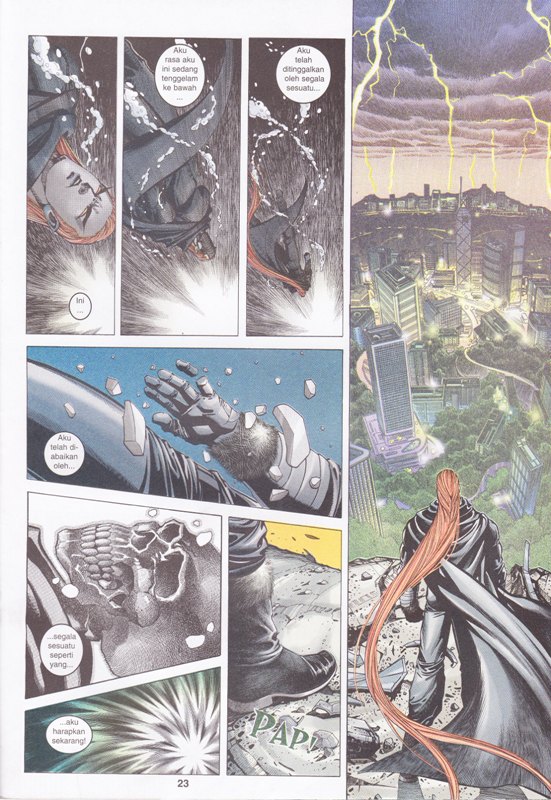 Aku
telah
ditinggalkan
oleh segala
sesuatu...
Aku
rasa aku
ini sedang
tenggelam
ke bawah
...
Ini
...
Aku
telah di-
abaikan
oleh...
...segala
sesuatu
seperti
yang...
...aku
harapkan
sekarang!
PAP!
23